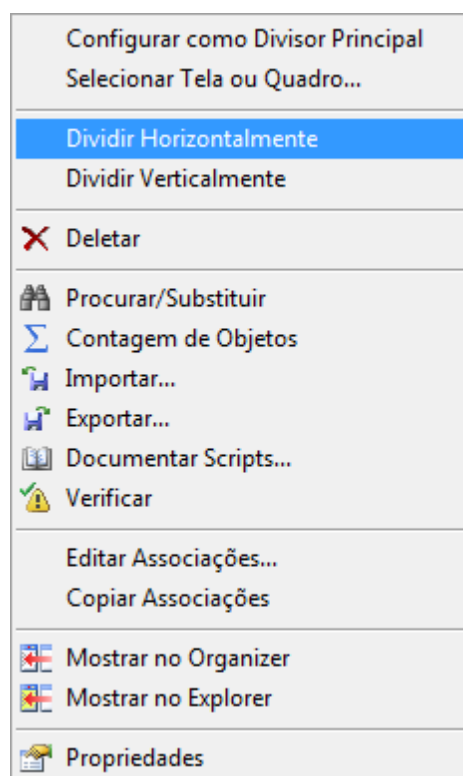 Configurar como Divisor Principal
Selecionar Tela ou Quadro...
Dividir Horizontalmente
Dividir Verticalmente
Deletar
Procurar/Substituir
Contagem de Objetos
Importar...
Exportar...
Documentar Scripts...
Verificar
Editar Associações...
Copiar Associações
Mostrar no Organizer
Mostrar no Explorer
Propriedades